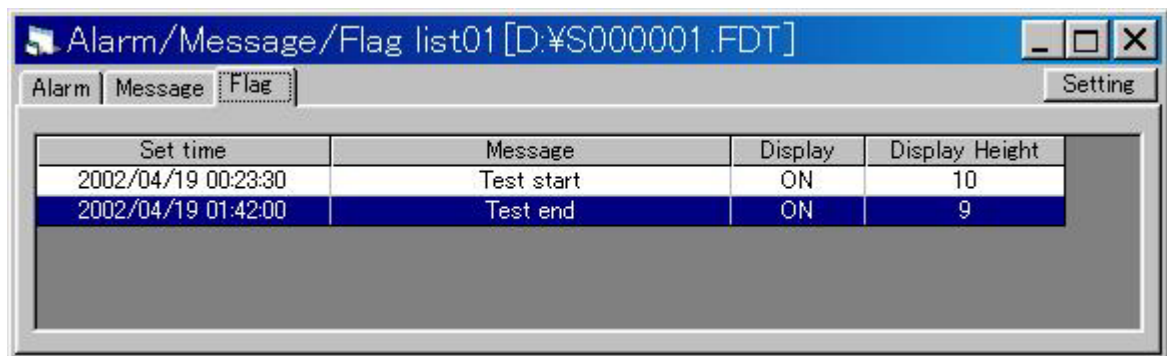 Alarm/Message/Flag list01[D:¥S000001.FDT]
Alarm Message Flag Setting
Set time Message Display Display Height
2002/04/19 00:23:30 Test start ON 10
2002/04/19 01:42:00 Test end ON 9